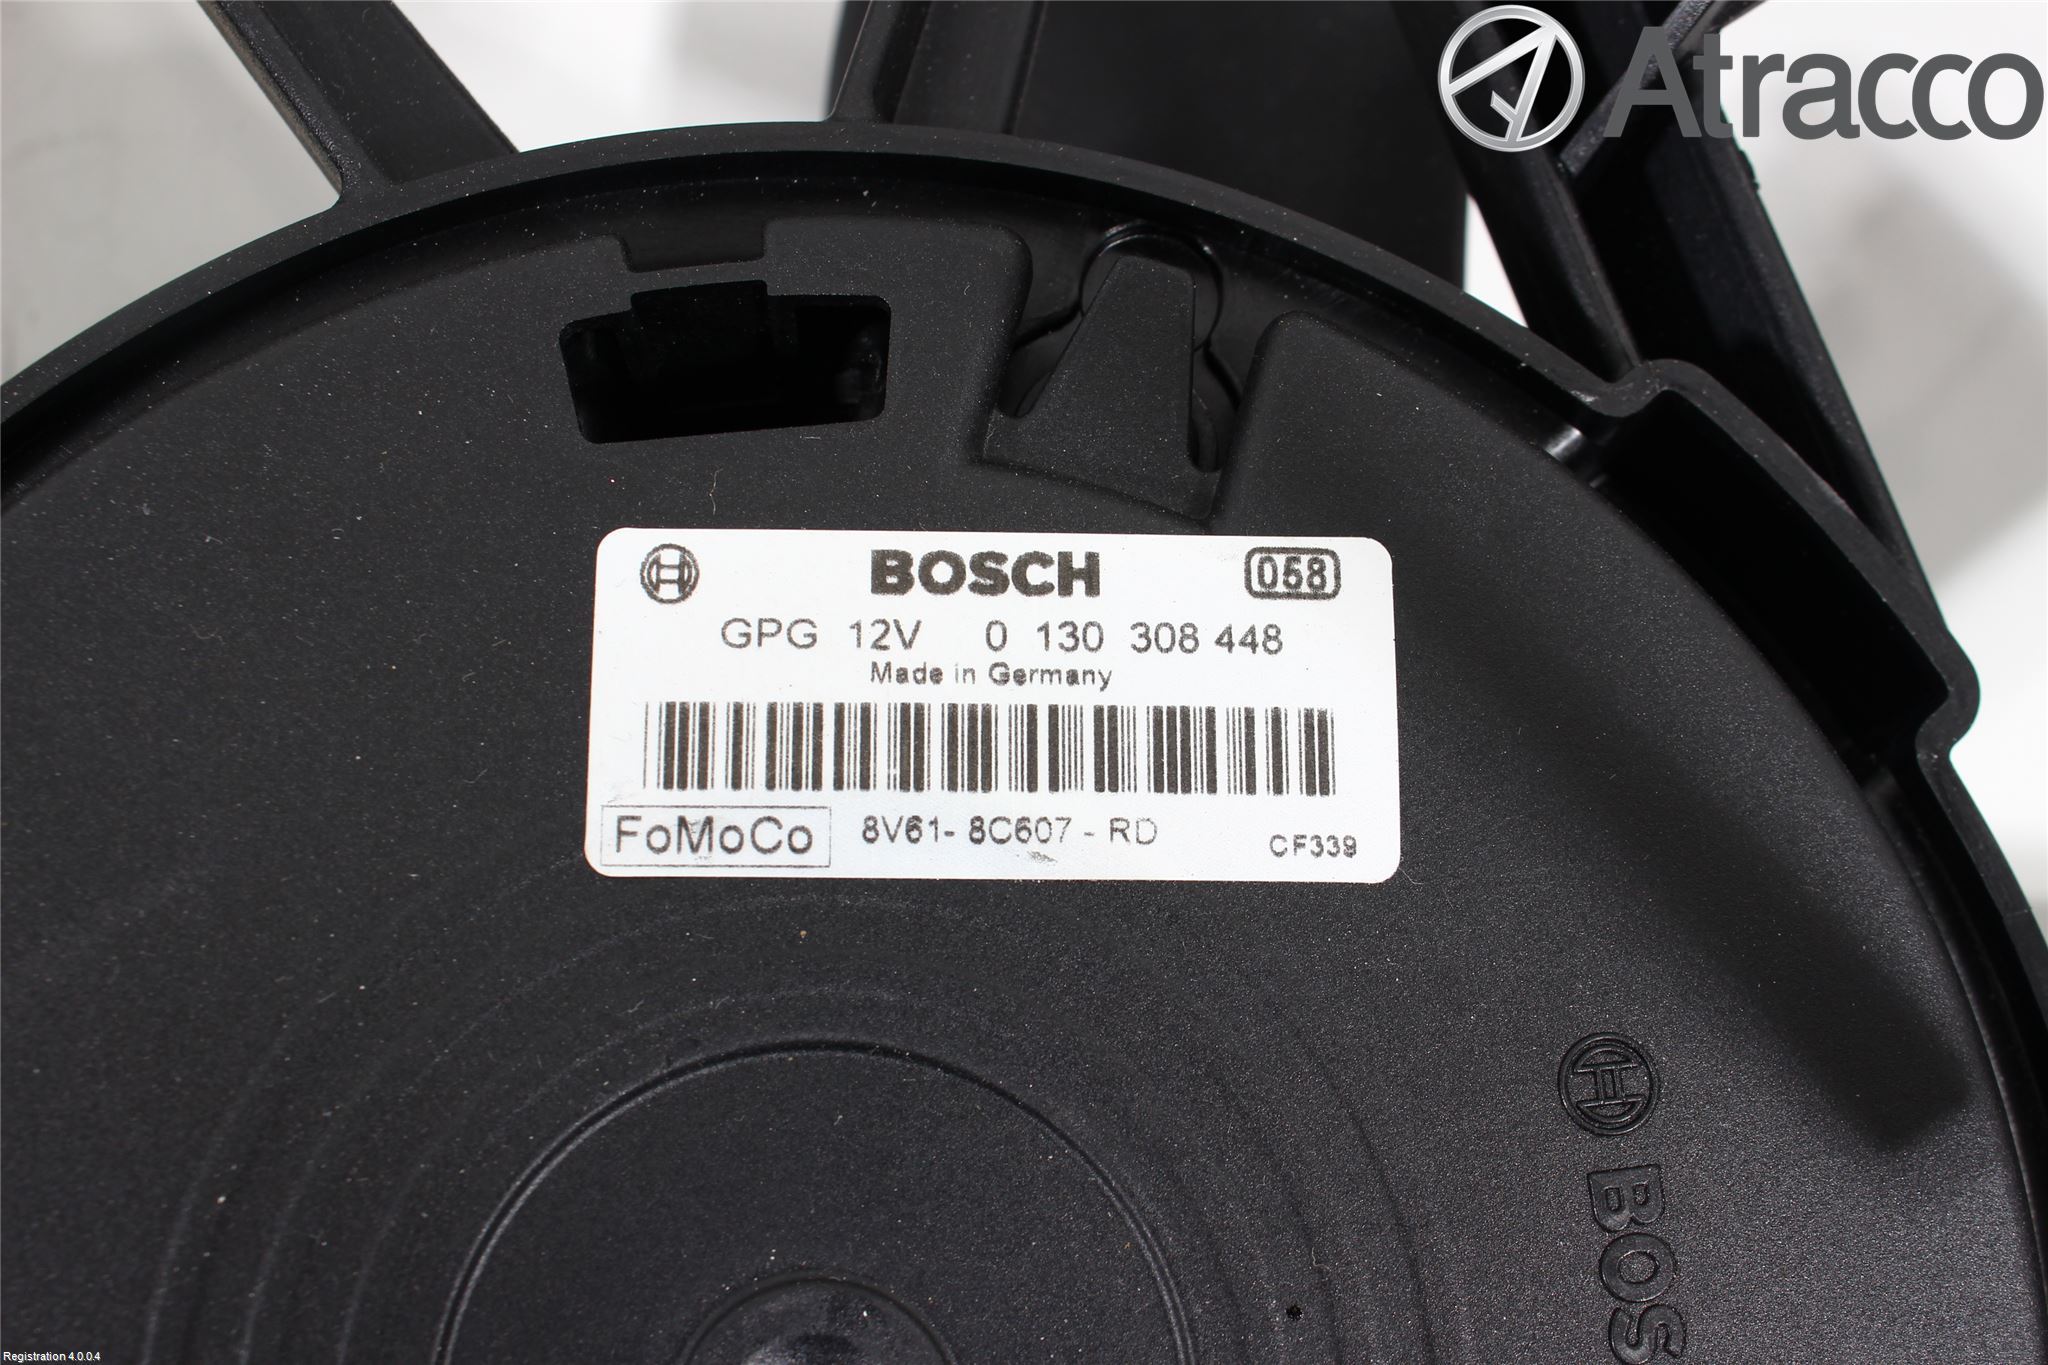 Atracco
BOSCH 058
GPG 12V 0 130 308 448
Made in Germany
FoMoCo 8V61-8C607-RD CF339
BOS
Registration 4.0.0.4